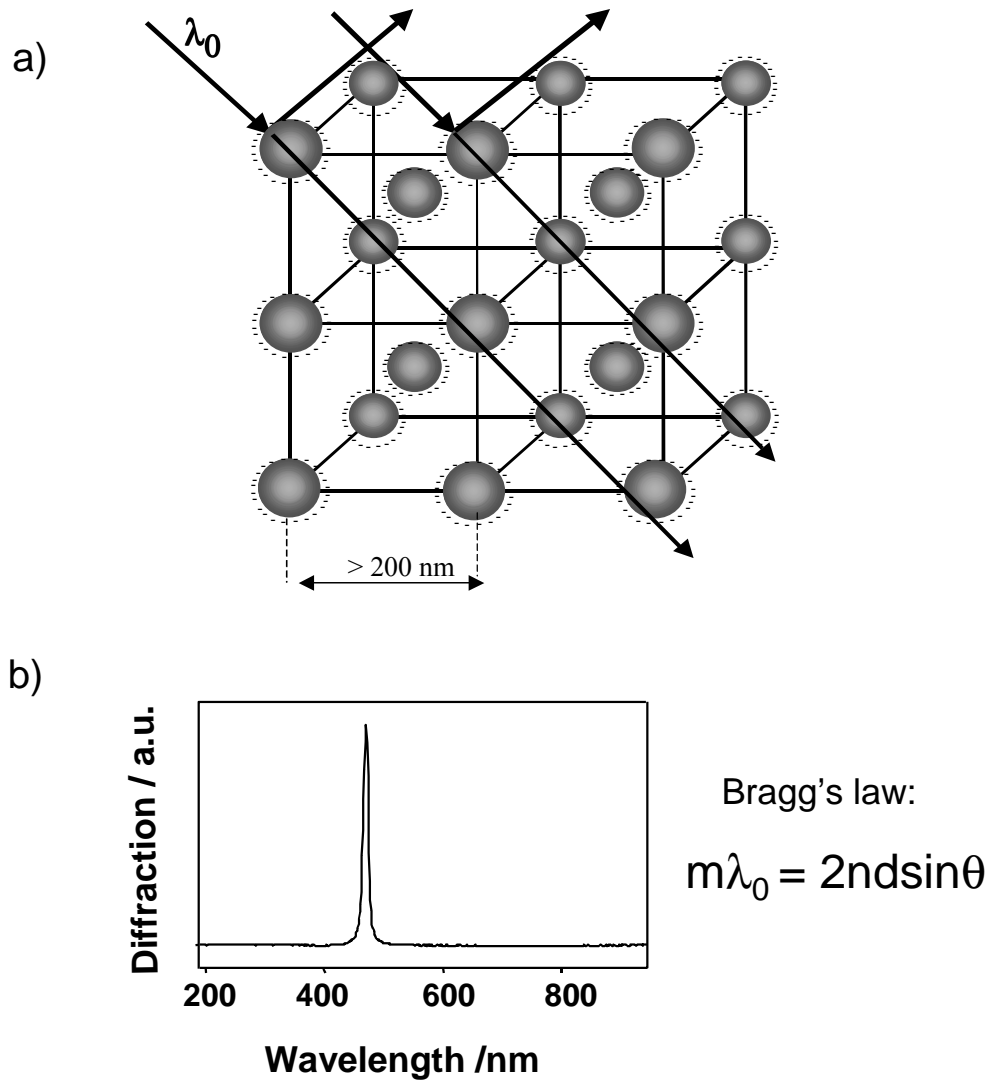 a)
λ₀
> 200 nm
b)
Diffraction / a.u.
200 400 600 800
Wavelength /nm
Bragg’s law:
mλ₀ = 2ndsinθ